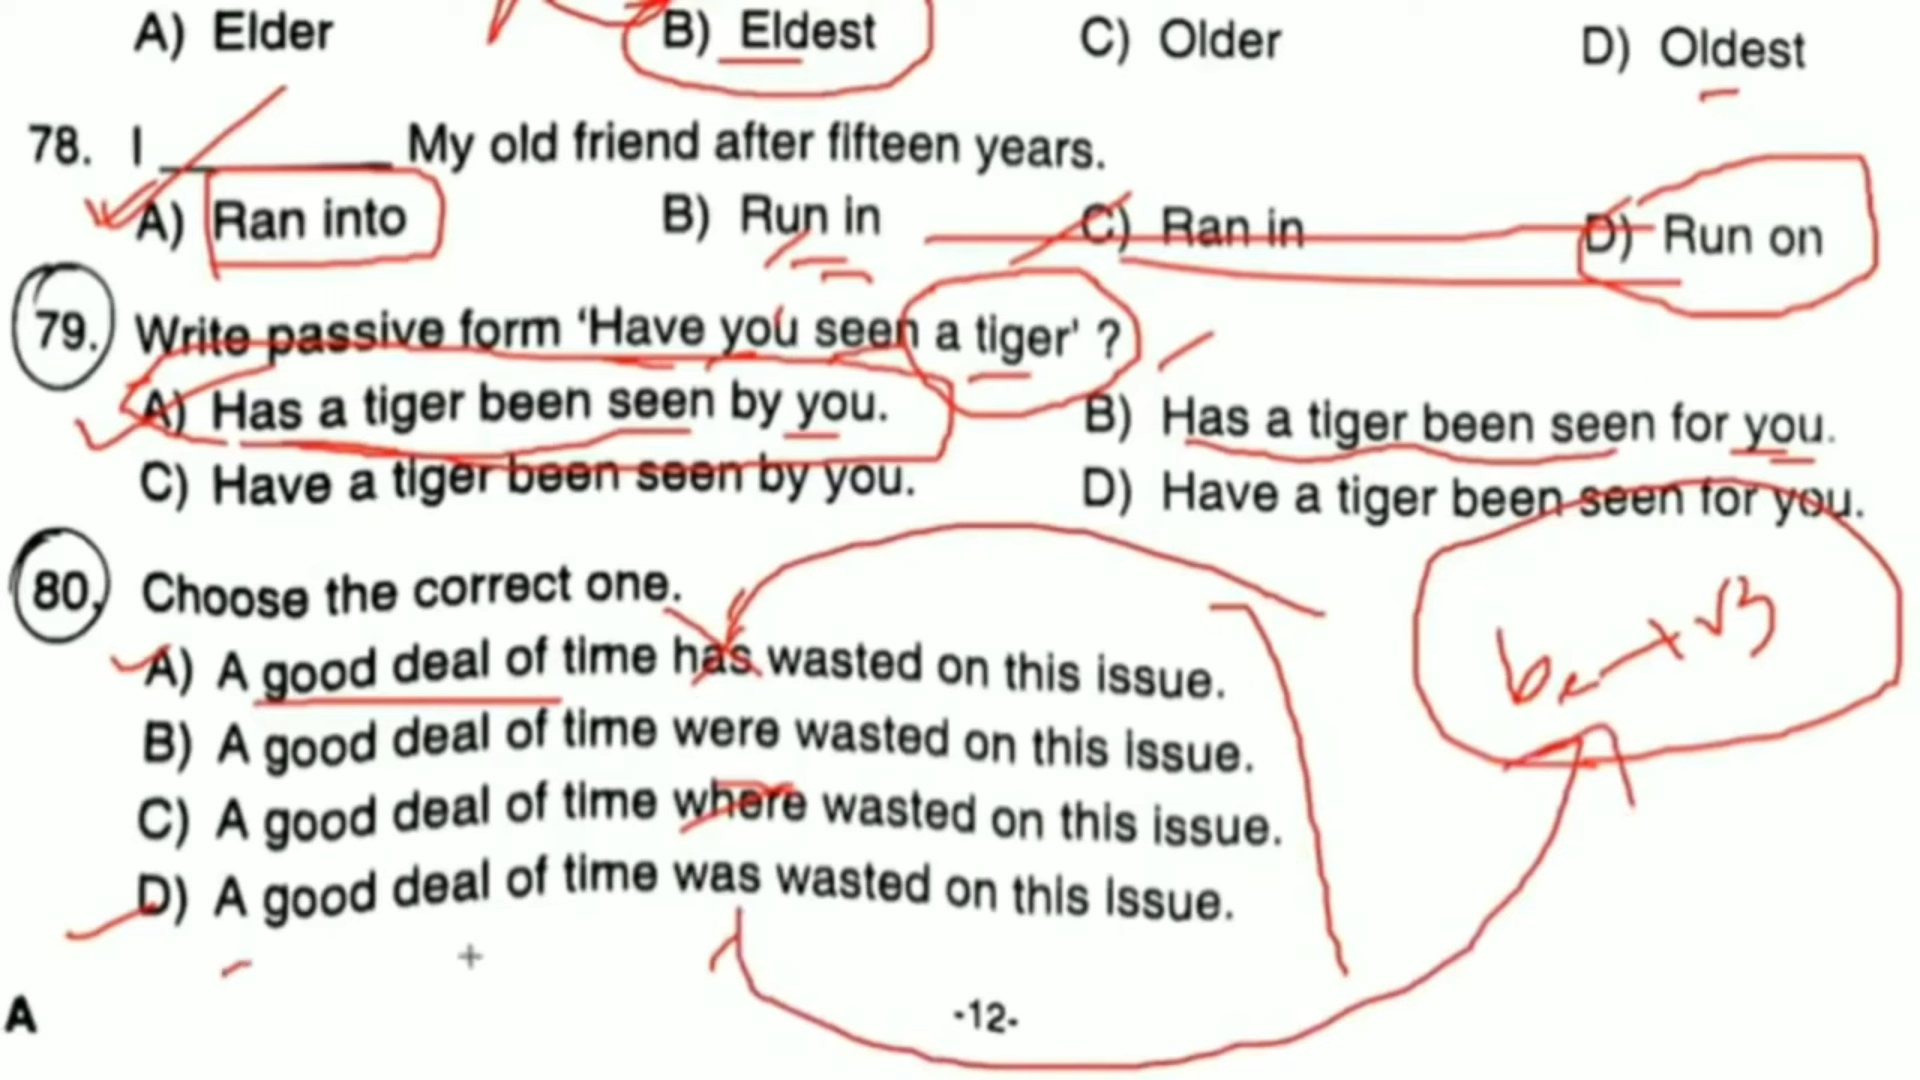 A) Elder B) Eldest C) Older D) Oldest
78. I ________ My old friend after fifteen years.
A) Ran into B) Run in C) Ran in D) Run on
79. Write passive form ‘Have you seen a tiger’ ?
A) Has a tiger been seen by you. B) Has a tiger been seen for you.
C) Have a tiger been seen by you. D) Have a tiger been seen for you.
80, Choose the correct one.
A) A good deal of time has wasted on this issue.
be + V3
B) A good deal of time were wasted on this issue.
C) A good deal of time where wasted on this issue.
D) A good deal of time was wasted on this Issue.
A -12-